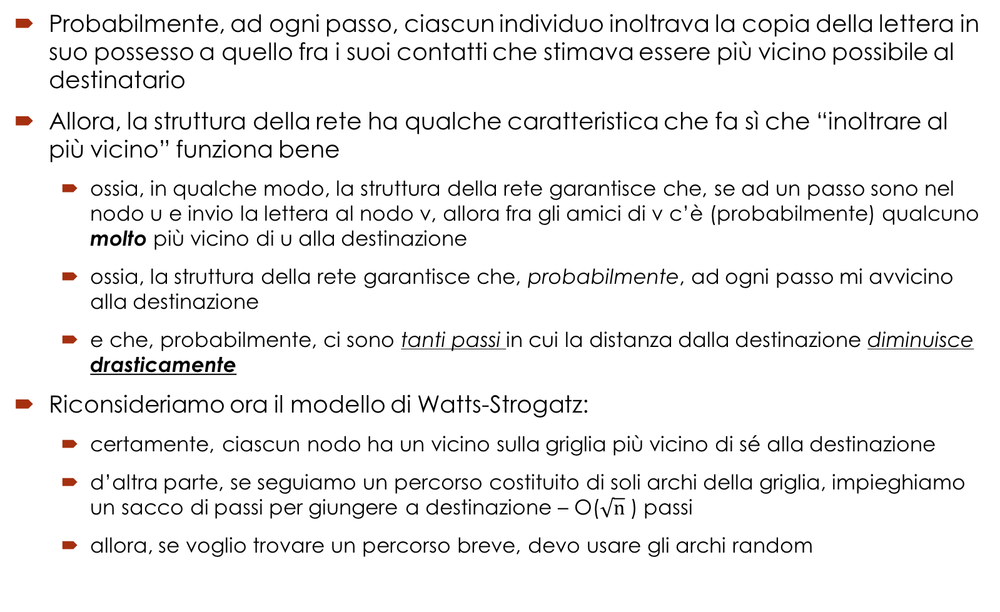 Probabilmente, ad ogni passo, ciascun individuo inoltrava la copia della lettera in
suo possesso a quello fra i suoi contatti che stimava essere più vicino possibile al
destinatario
Allora, la struttura della rete ha qualche caratteristica che fa sì che “inoltrare al
più vicino” funziona bene
ossia, in qualche modo, la struttura della rete garantisce che, se ad un passo sono nel
nodo u e invio la lettera al nodo v, allora fra gli amici di v c’è (probabilmente) qualcuno
molto più vicino di u alla destinazione
ossia, la struttura della rete garantisce che, probabilmente, ad ogni passo mi avvicino
alla destinazione
e che, probabilmente, ci sono tanti passi in cui la distanza dalla destinazione diminuisce
drasticamente
Riconsideriamo ora il modello di Watts-Strogatz:
certamente, ciascun nodo ha un vicino sulla griglia più vicino di sé alla destinazione
d’altra parte, se seguiamo un percorso costituito di soli archi della griglia, impieghiamo
un sacco di passi per giungere a destinazione – O(√n ) passi
allora, se voglio trovare un percorso breve, devo usare gli archi random